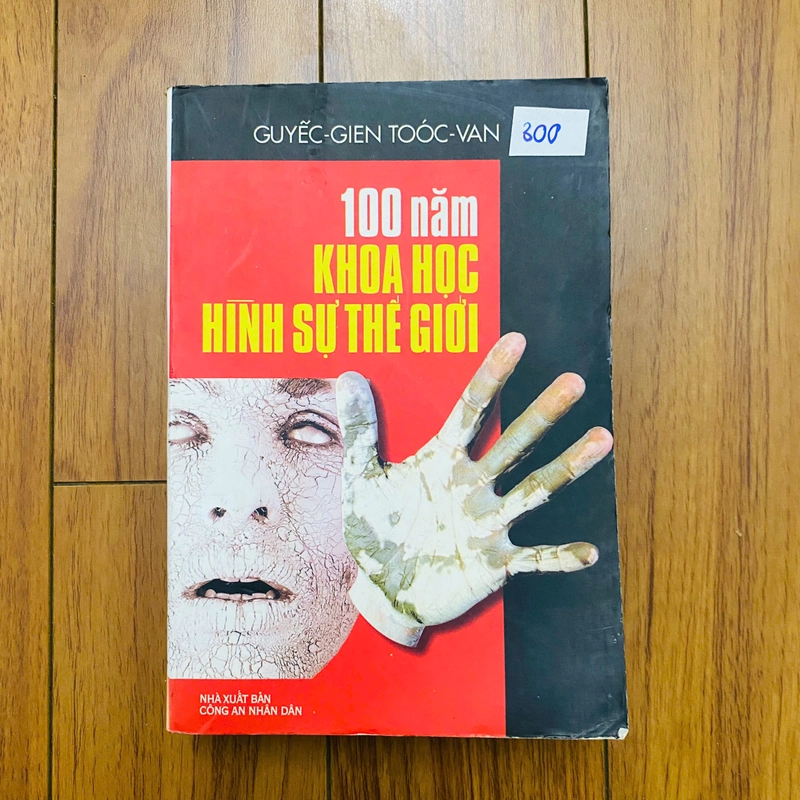 GUYẾC-GIEN TOÓC-VAN
300
100 năm
KHOA HỌC
HÌNH SỰ THẾ GIỚI
NHÀ XUẤT BẢN
CÔNG AN NHÂN DÂN